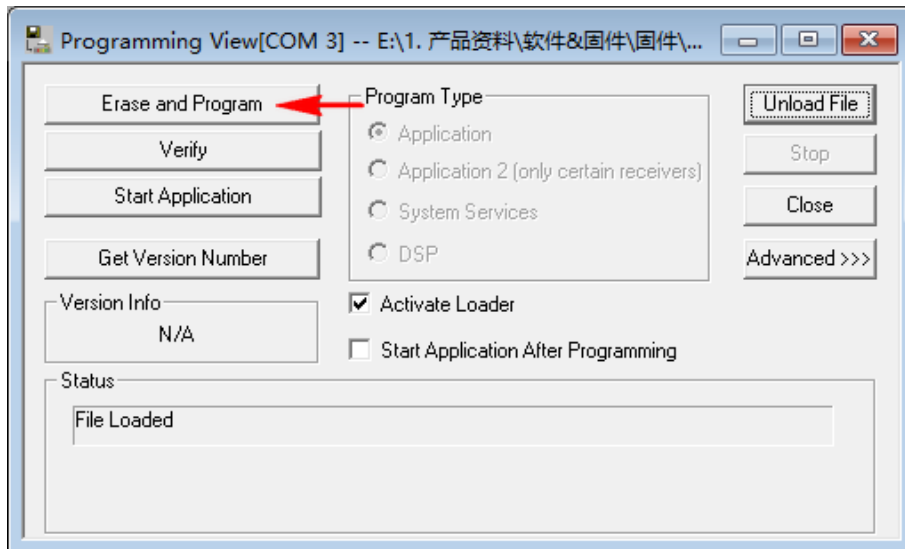 Programming View[COM 3] -- E:\1. 产品资料\软件&固件\固件\...
Erase and Program
Verify
Start Application
Get Version Number
Version Info
N/A
Program Type
Application
Application 2 (only certain receivers)
System Services
DSP
Activate Loader
Start Application After Programming
Unload File
Stop
Close
Advanced >>>
Status
File Loaded